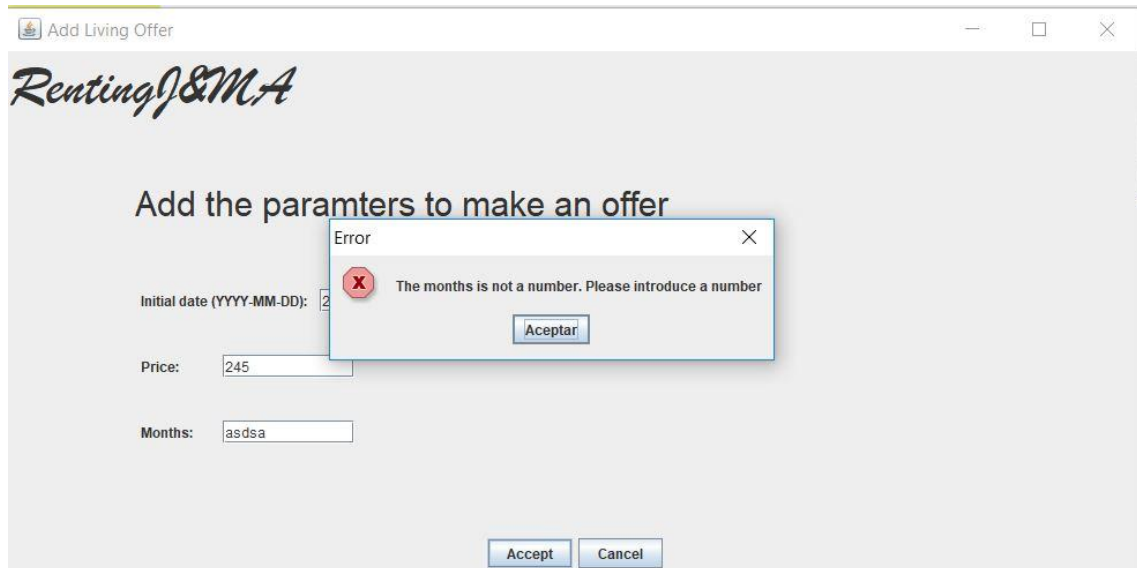 Add Living Offer
RentingJ&MA
Add the paramters to make an offer
Error
The months is not a number. Please introduce a number
Aceptar
Initial date (YYYY-MM-DD): 2
Price: 245
Months: asdsa
Accept Cancel